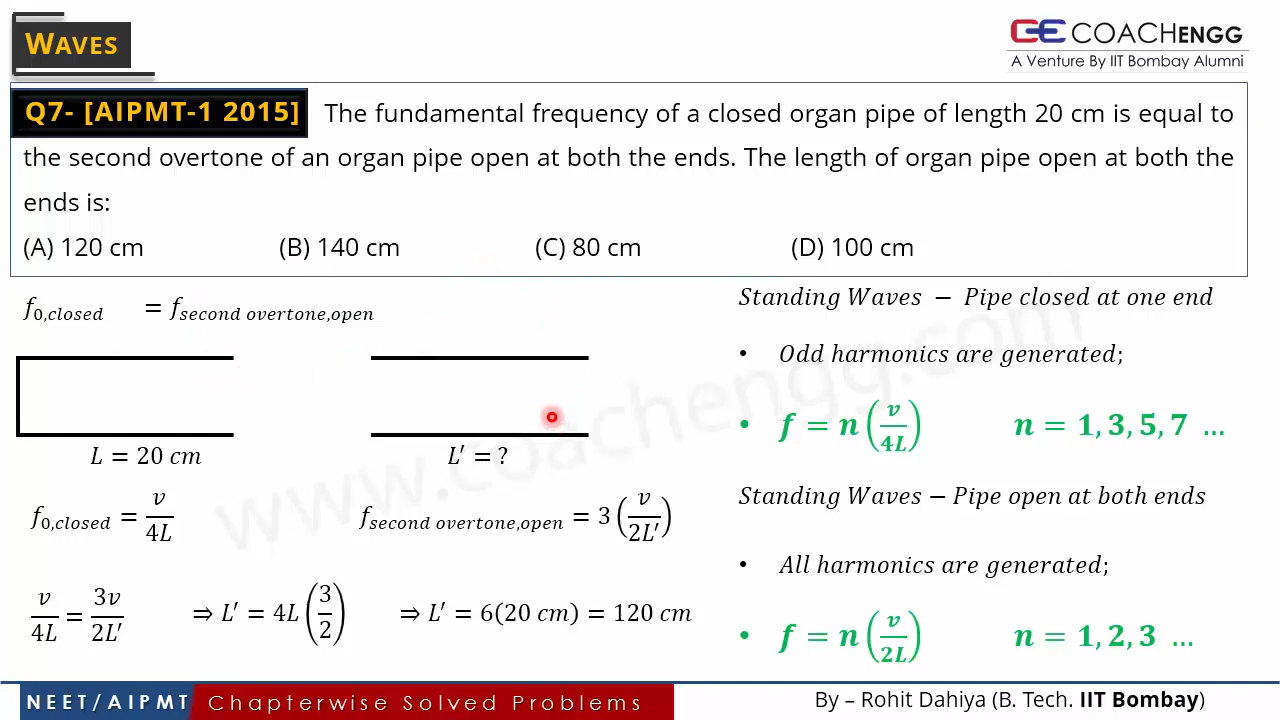 WAVES
CE COACHENGG
A Venture By IIT Bombay Alumni
Q7- [AIPMT-1 2015] The fundamental frequency of a closed organ pipe of length 20 cm is equal to
the second overtone of an organ pipe open at both the ends. The length of organ pipe open at both the
ends is:
(A) 120 cm (B) 140 cm (C) 80 cm (D) 100 cm
f₀,closed = f second overtone,open
L = 20 cm L′ = ?
f₀,closed = v/4L f second overtone,open = 3 (v/2L′)
v/4L = 3v/2L′ ⇒ L′ = 4L (3/2) ⇒ L′ = 6(20 cm) = 120 cm
Standing Waves − Pipe closed at one end
• Odd harmonics are generated;
• f = n (v/4L) n = 1, 3, 5, 7 …
Standing Waves − Pipe open at both ends
• All harmonics are generated;
• f = n (v/2L) n = 1, 2, 3 …
www.coachengg.com
NEET/AIPMT Chapterwise Solved Problems By – Rohit Dahiya (B. Tech. IIT Bombay)